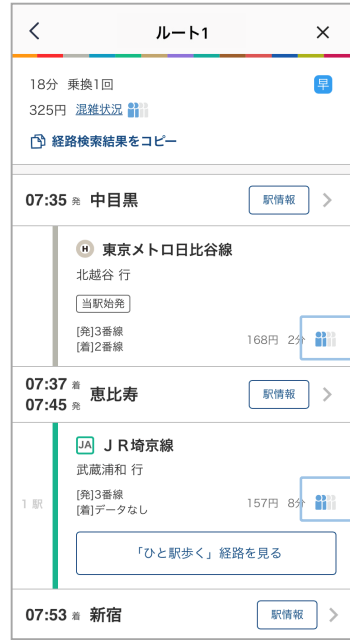 ルート1
18分 乗換1回
早
325円 混雑状況
経路検索結果をコピー
07:35 発 中目黒 駅情報
H 東京メトロ日比谷線
北越谷 行
当駅始発
[発]3番線
[着]2番線
168円 2分
07:37 着
07:45 発
恵比寿 駅情報
JA ＪＲ埼京線
武蔵浦和 行
1 駅
[発]3番線
[着]データなし
157円 8分
「ひと駅歩く」経路を見る
07:53 着 新宿 駅情報